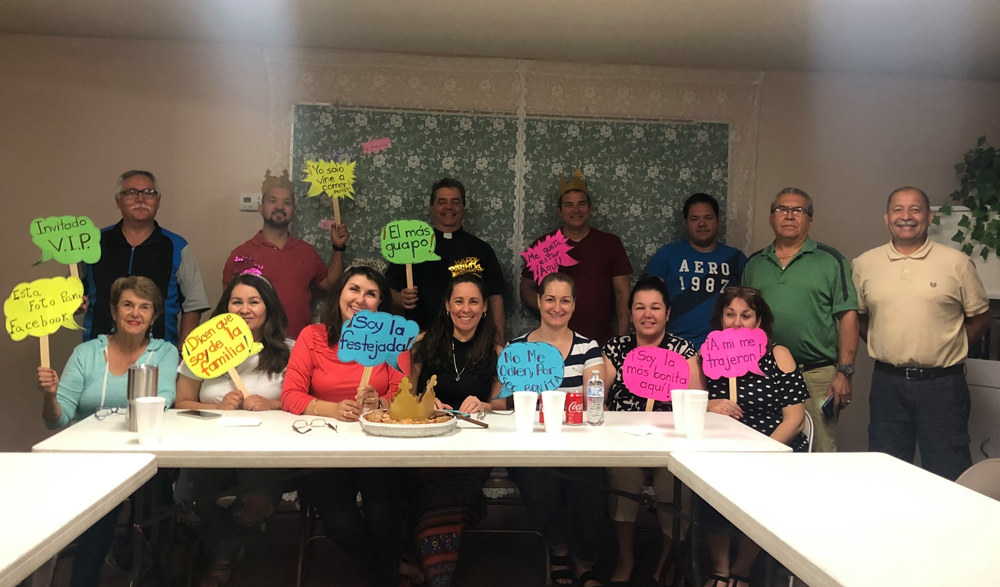 Invitado
V.I.P.
Esta
Foto Para
Facebook
¡Dicen que
soy de la
familia!
¡Yo solo
vine a
comer!
PASTEL
¡Soy la
festejada!
¡El más
guapo!
HAPPY
BIRTHDAY
No Me
Odien, Por
Ser BONITA
Me gusta
estar
¡Aquí!
¡Soy la
más bonita
aquí!
¡A mi me
trajeron!
AERO
1987
Coca